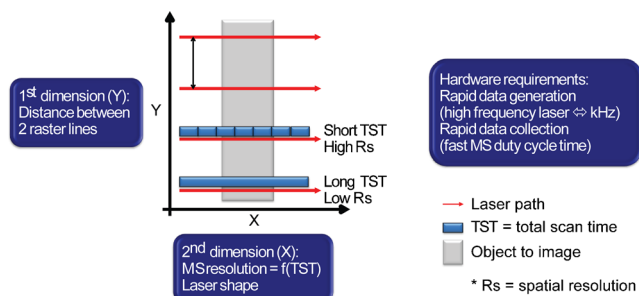 1st dimension (Y):
Distance between
2 raster lines
Y
X
Short TST
High Rs
Long TST
Low Rs
2nd dimension (X):
MS resolution = f(TST)
Laser shape
Hardware requirements:
Rapid data generation
(high frequency laser ⇔ kHz)
Rapid data collection
(fast MS duty cycle time)
Laser path
TST = total scan time
Object to image
* Rs = spatial resolution